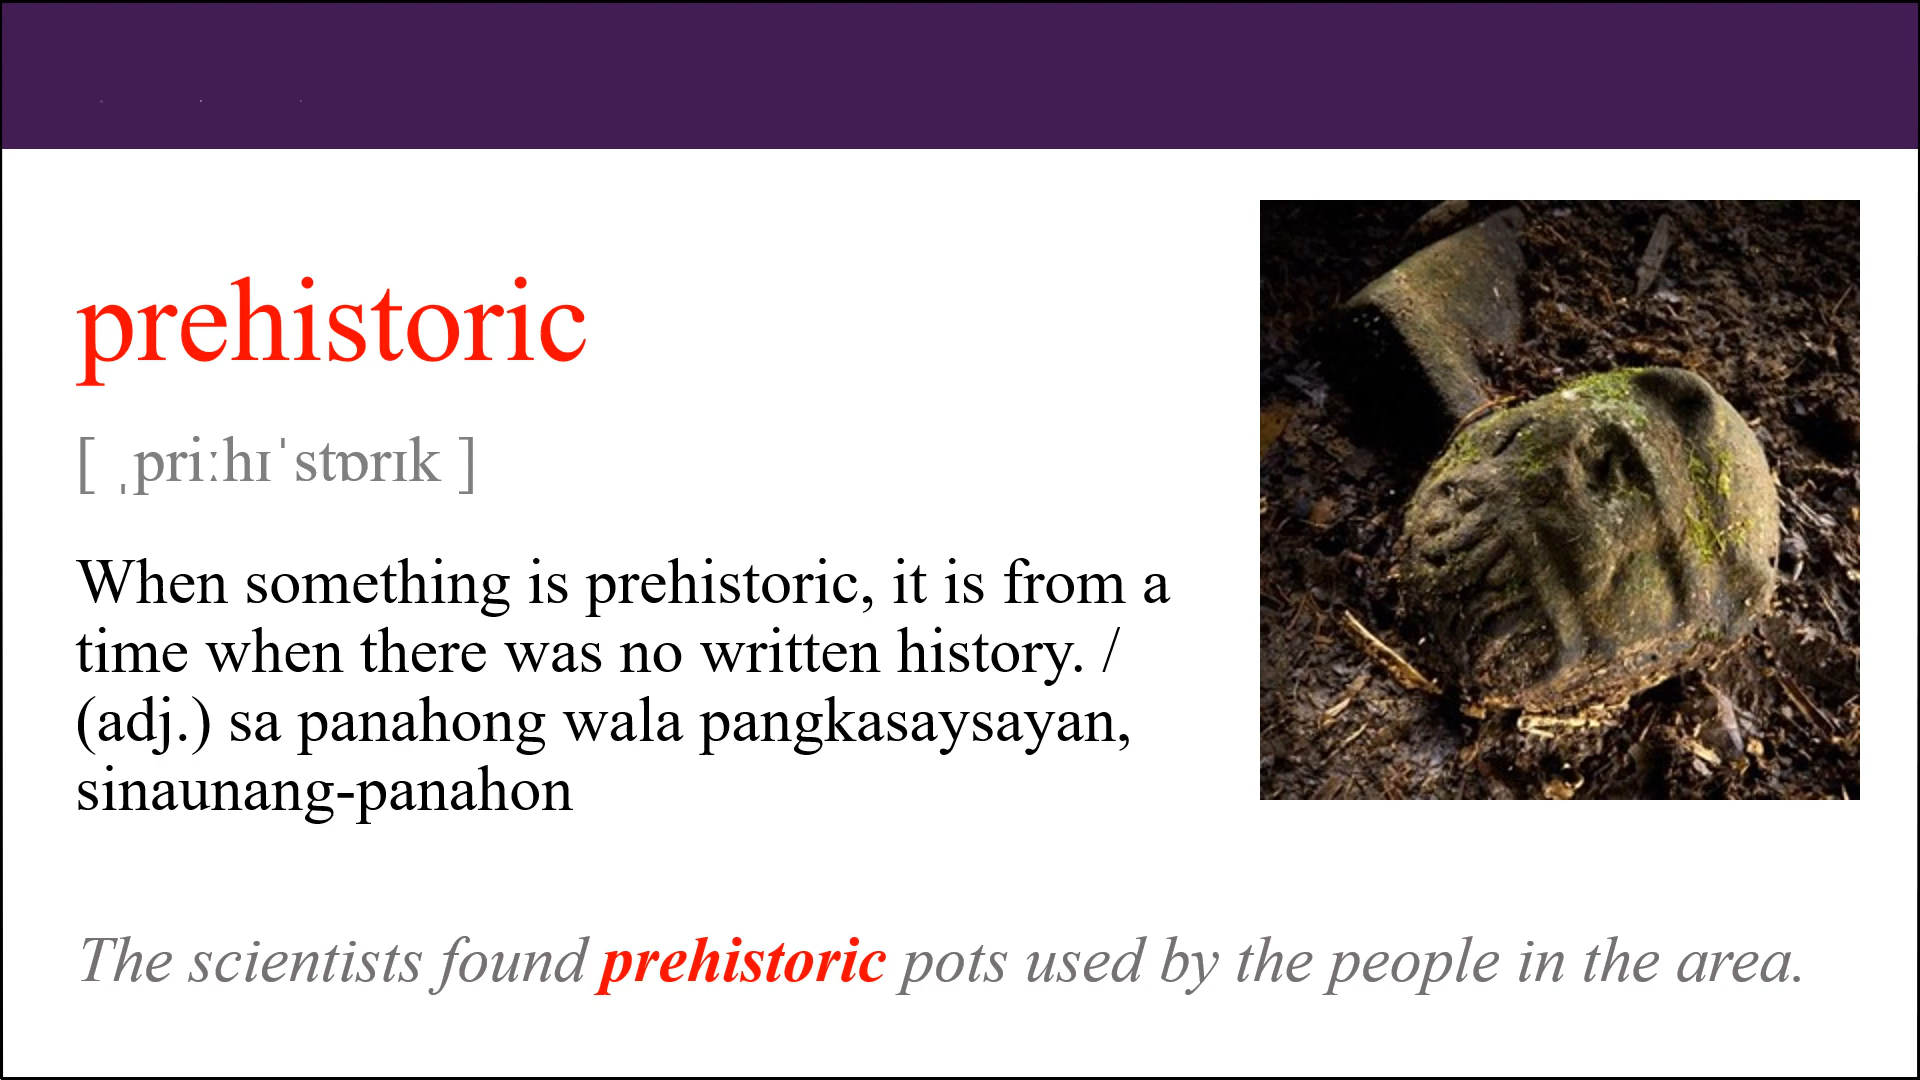 prehistoric
[ ˌpriːhɪˈstɒrɪk ]
When something is prehistoric, it is from a
time when there was no written history. /
(adj.) sa panahong wala pangkasaysayan,
sinaunang-panahon
The scientists found prehistoric pots used by the people in the area.